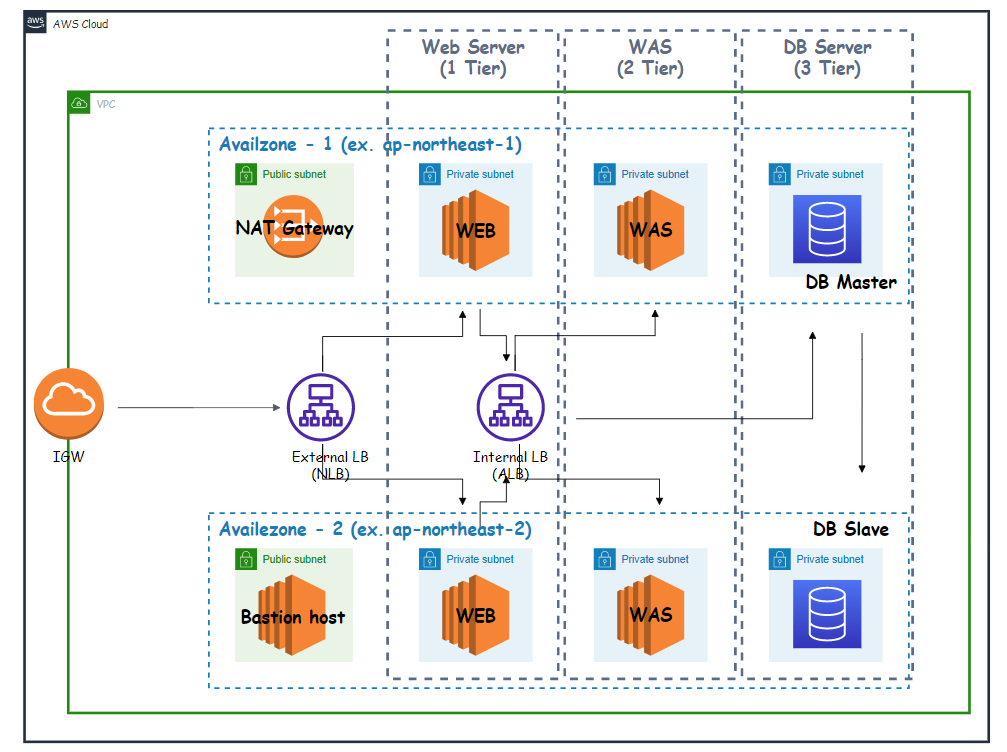 aws
AWS Cloud
Web Server
(1 Tier)
WAS
(2 Tier)
DB Server
(3 Tier)
VPC
Availzone - 1 (ex. ap-northeast-1)
Public subnet
Private subnet
Private subnet
Private subnet
NAT Gateway
WEB
WAS
DB Master
IGW
External LB
(NLB)
Internal LB
(ALB)
Availezone - 2 (ex. ap-northeast-2)
DB Slave
Public subnet
Private subnet
Private subnet
Private subnet
Bastion host
WEB
WAS